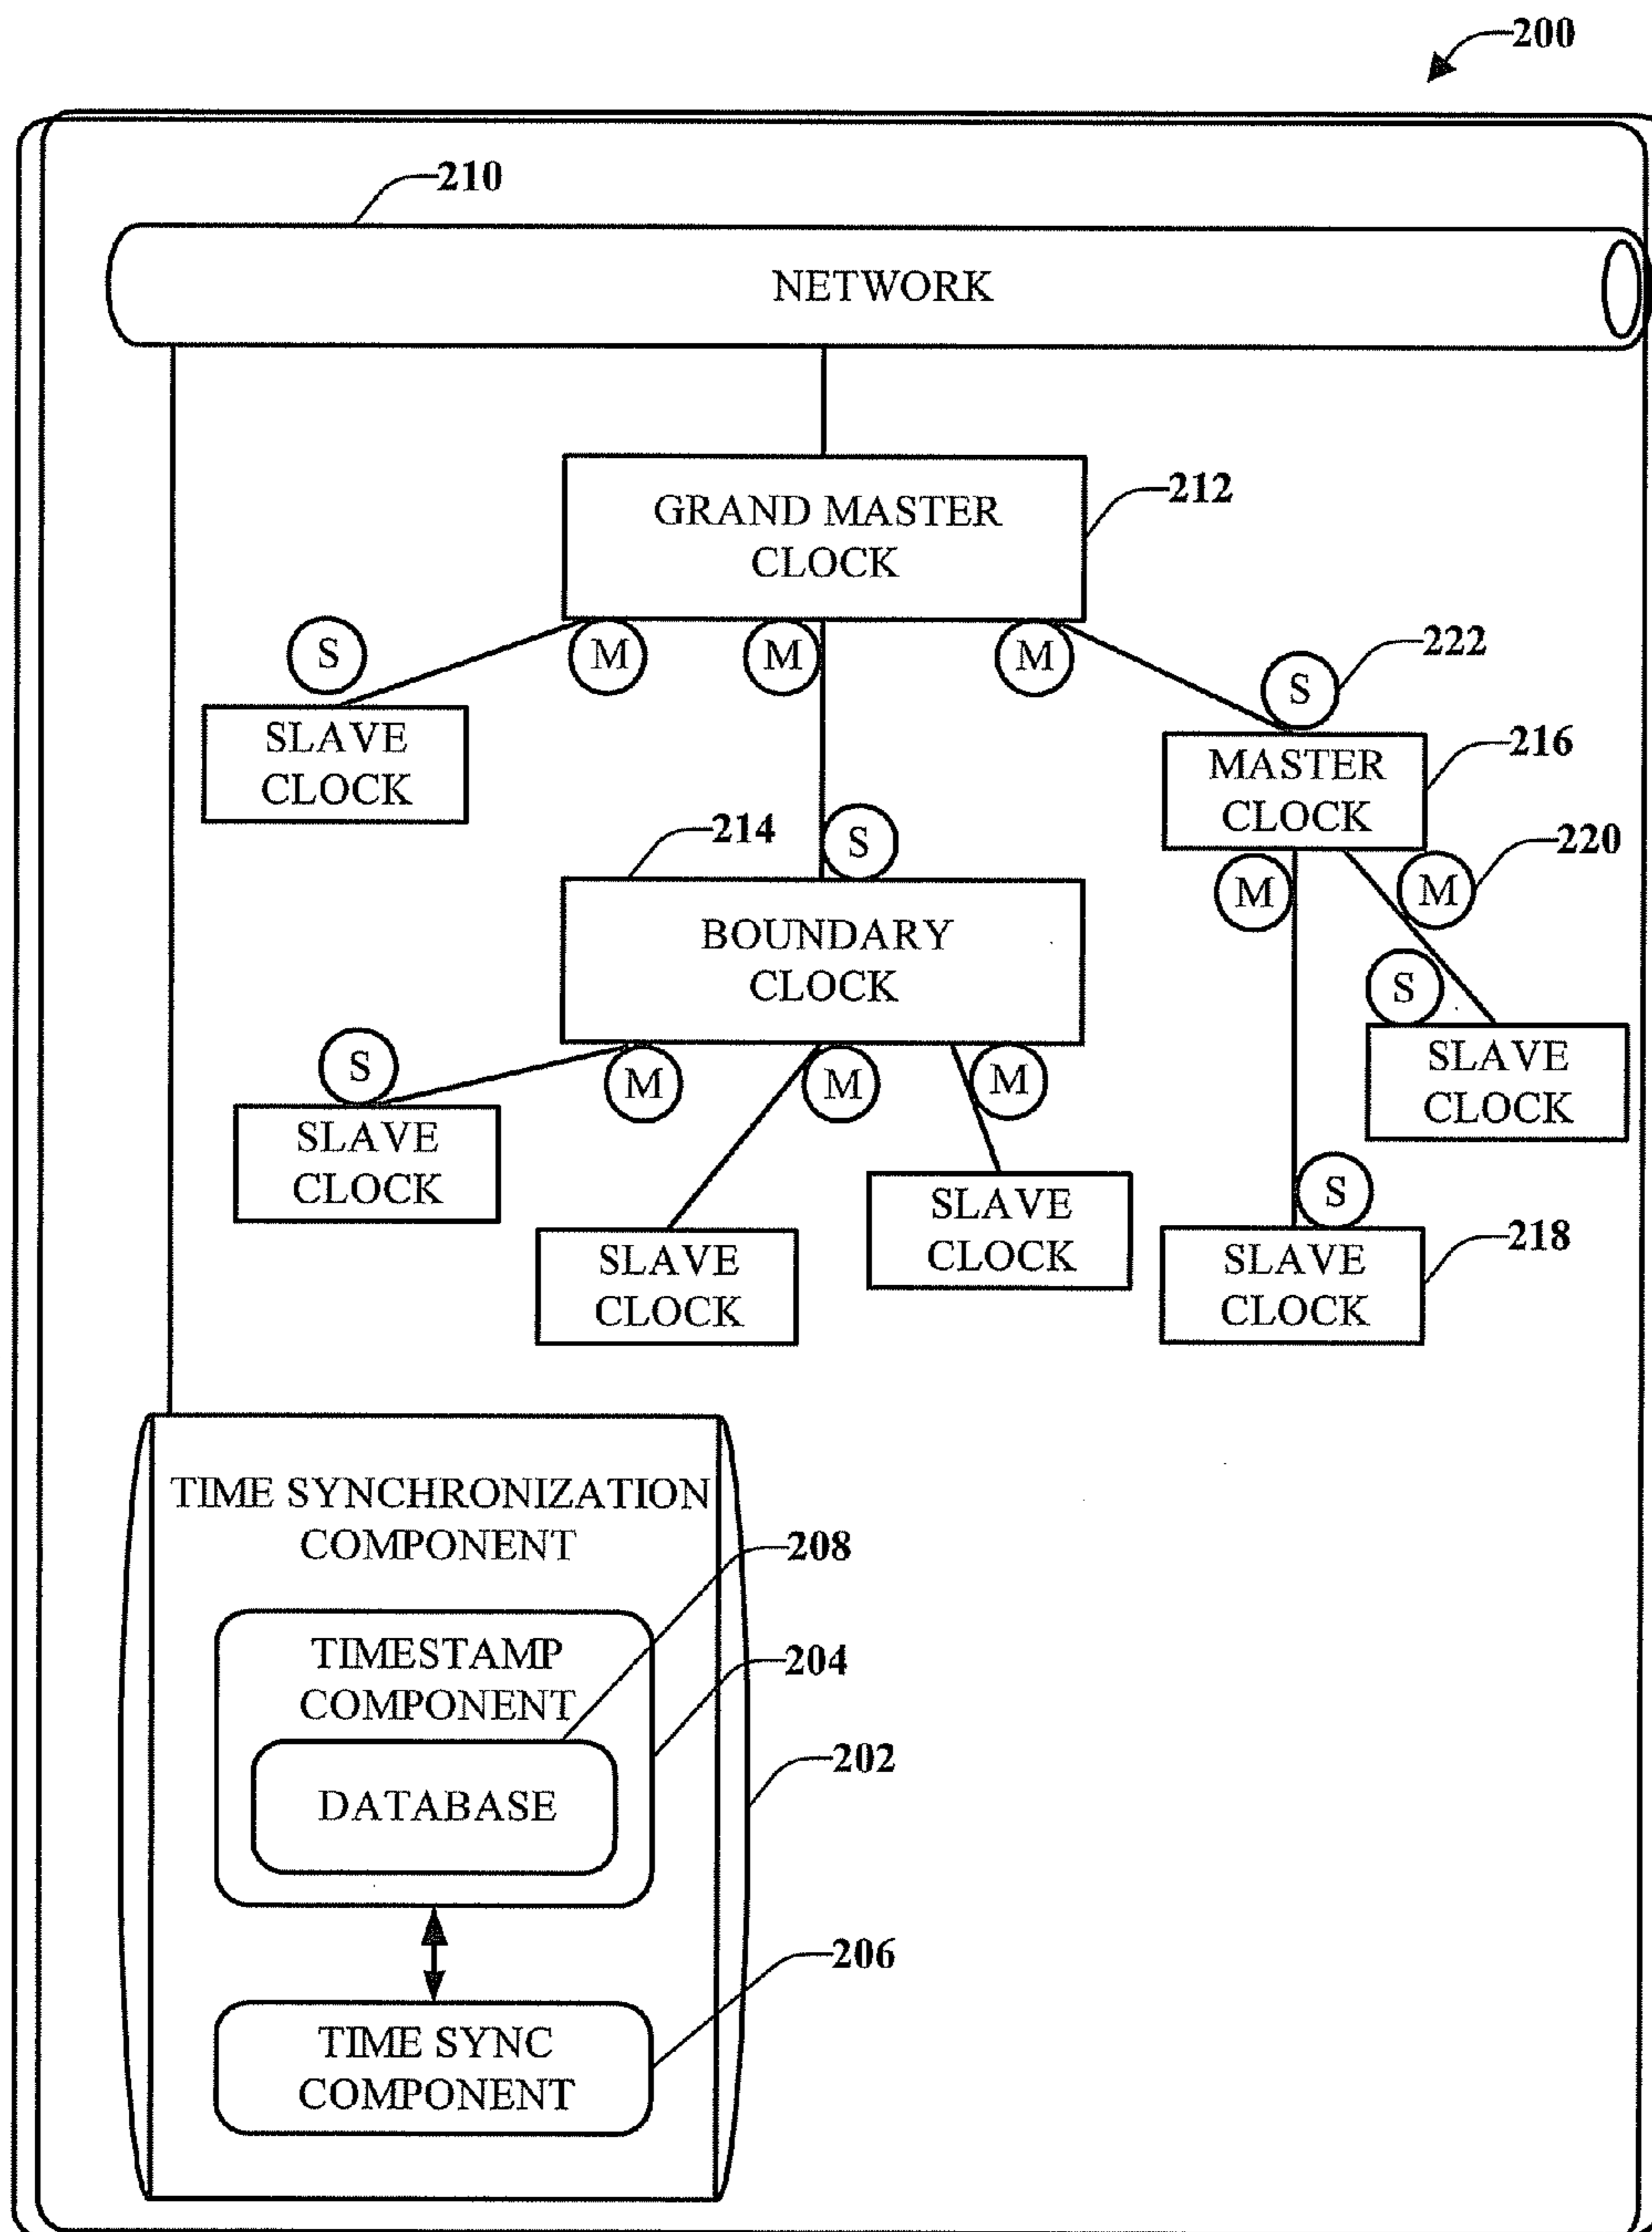 200
210
NETWORK
GRAND MASTER
CLOCK
212
S
M
M
M
S
222
SLAVE
CLOCK
MASTER
CLOCK
216
214
S
M
M
220
BOUNDARY
CLOCK
S
S
M
M
M
SLAVE
CLOCK
SLAVE
CLOCK
SLAVE
CLOCK
S
SLAVE
CLOCK
SLAVE
CLOCK
218
TIME SYNCHRONIZATION
COMPONENT
208
TIMESTAMP
COMPONENT
204
DATABASE
202
206
TIME SYNC
COMPONENT